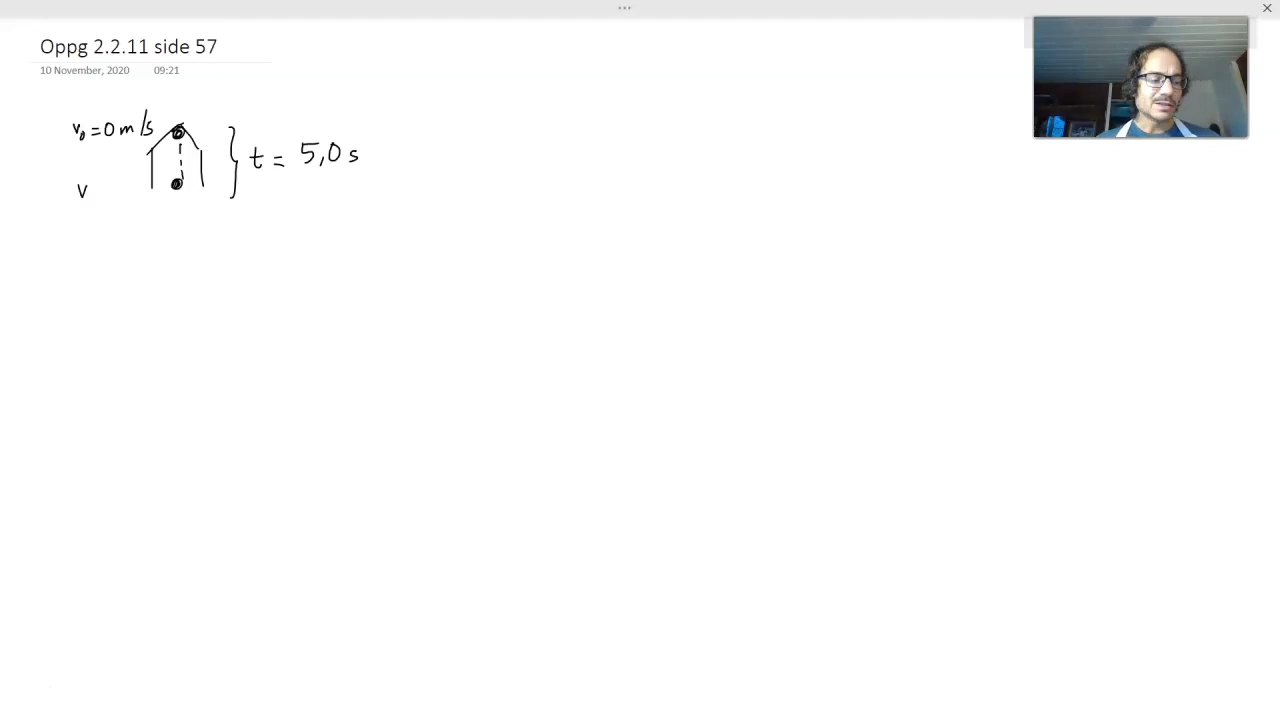 Oppg 2.2.11 side 57
10 November, 2020 09:21
v₀ = 0 m/s
t = 5,0 s
v